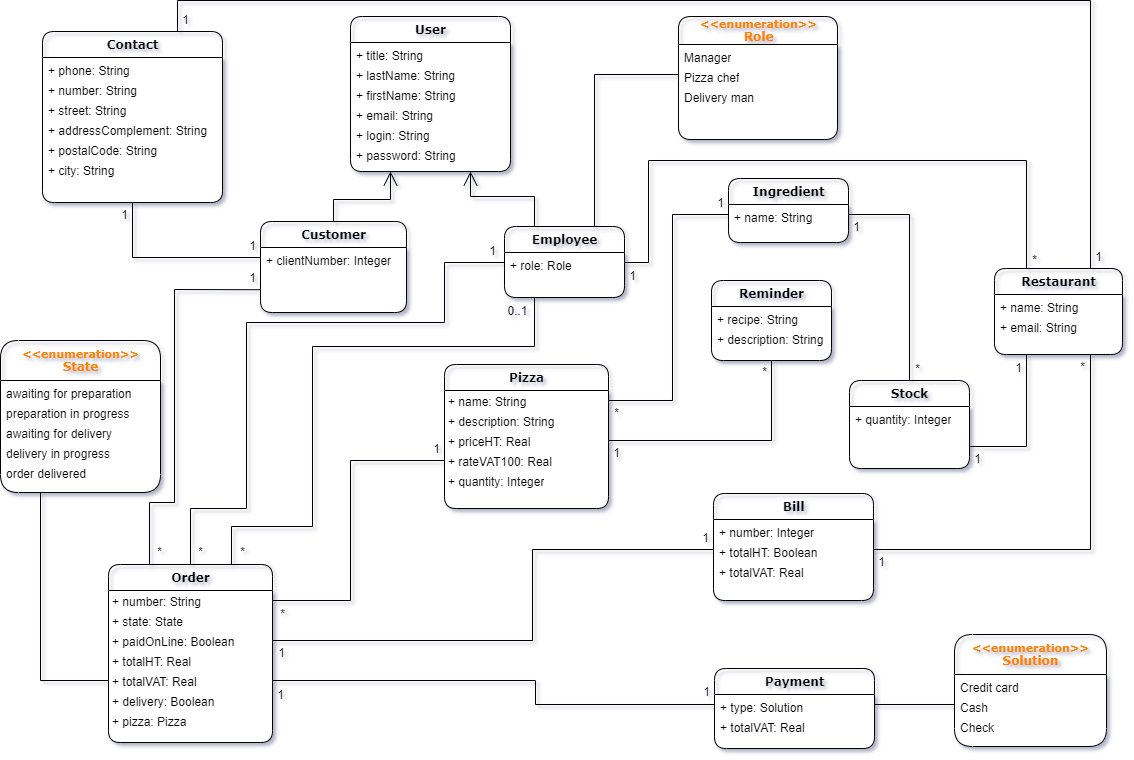 1
Contact
+ phone: String
+ number: String
+ street: String
+ addressComplement: String
+ postalCode: String
+ city: String
1
User
+ title: String
+ lastName: String
+ firstName: String
+ email: String
+ login: String
+ password: String
<<enumeration>>
Role
Manager
Pizza chef
Delivery man
Customer
+ clientNumber: Integer
1
1
Employee
+ role: Role
1
1
0..1
Ingredient
+ name: String
1
1
Reminder
+ recipe: String
+ description: String
*
Restaurant
+ name: String
+ email: String
*
1
1
*
<<enumeration>>
State
awaiting for preparation
preparation in progress
awaiting for delivery
delivery in progress
order delivered
Pizza
+ name: String
+ description: String
+ priceHT: Real
+ rateVAT100: Real
+ quantity: Integer
1
*
1
Stock
+ quantity: Integer
*
1
Bill
+ number: Integer
+ totalHT: Boolean
+ totalVAT: Real
1
1
*
*
*
Order
+ number: String
+ state: State
+ paidOnLine: Boolean
+ totalHT: Real
+ totalVAT: Real
+ delivery: Boolean
+ pizza: Pizza
*
1
1
Payment
+ type: Solution
+ totalVAT: Real
1
<<enumeration>>
Solution
Credit card
Cash
Check